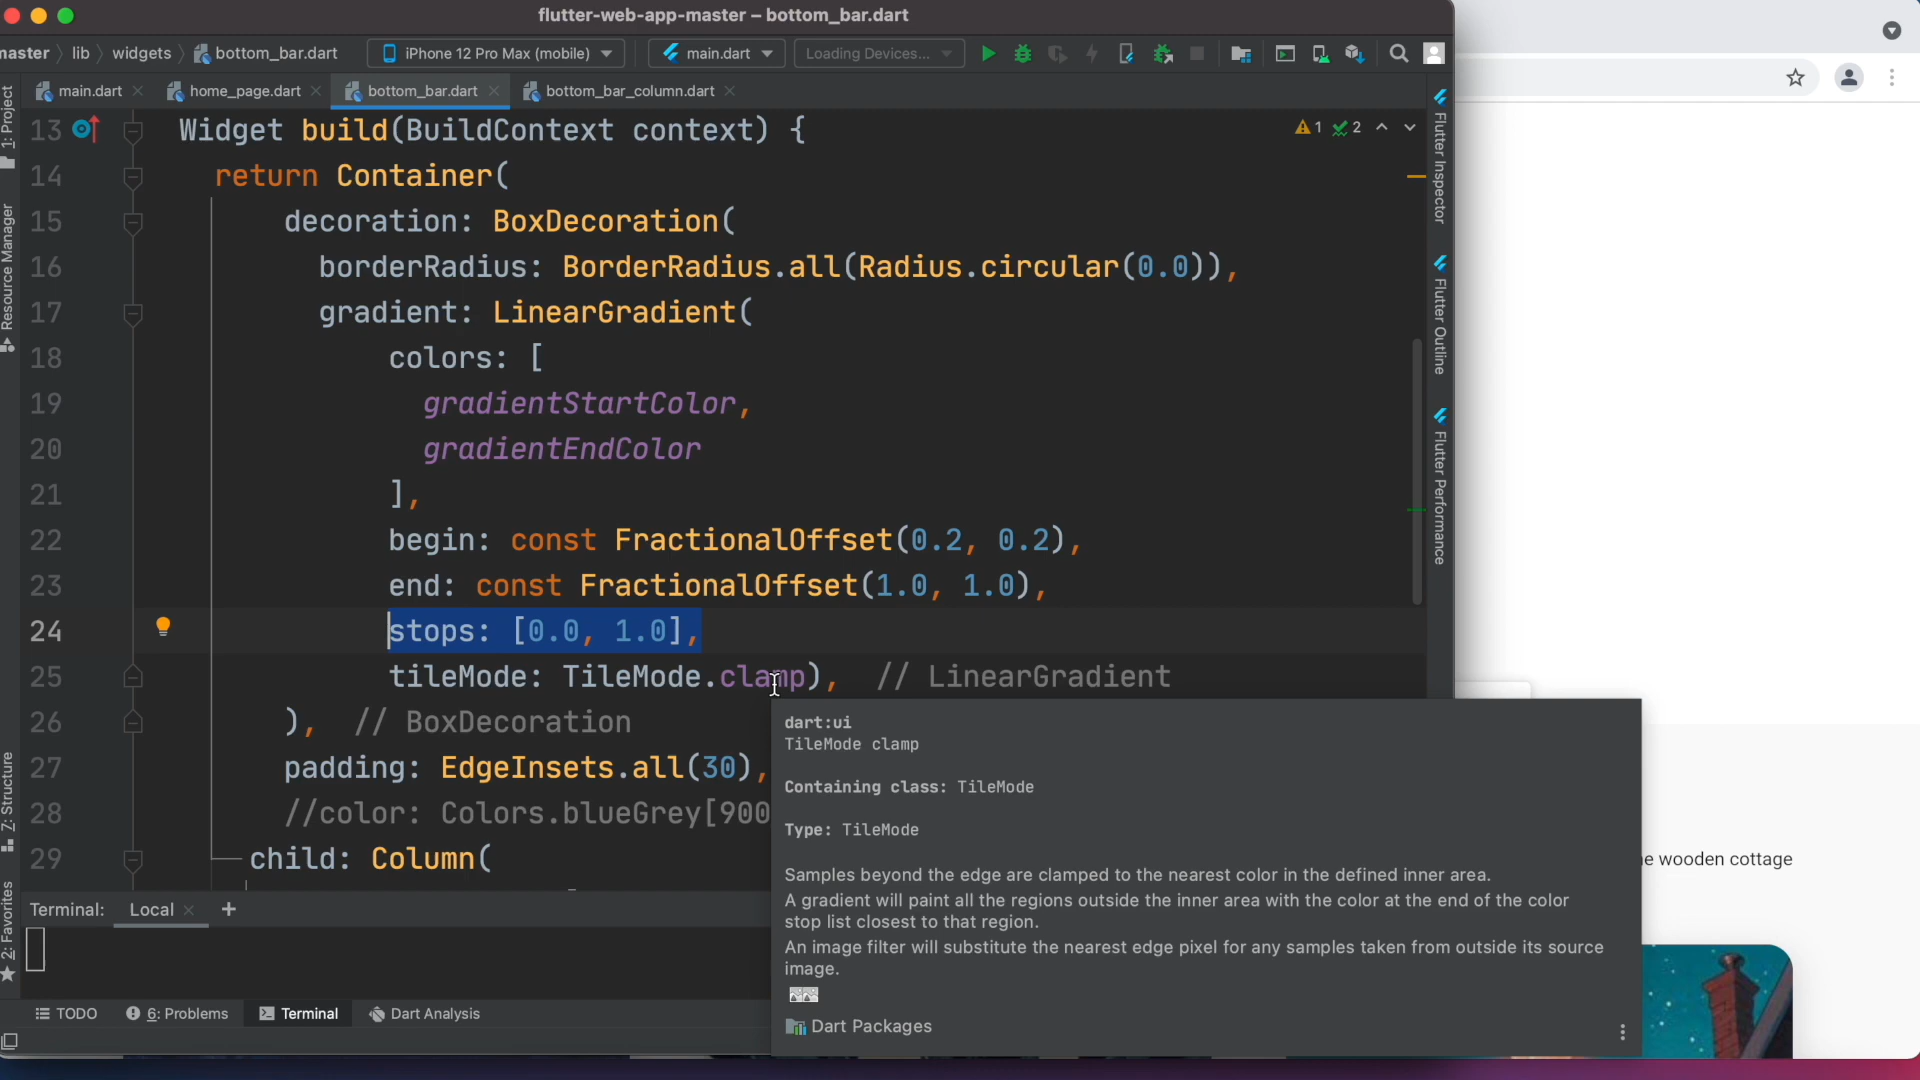 flutter-web-app-master – bottom_bar.dart
master lib widgets bottom_bar.dart iPhone 12 Pro Max (mobile) main.dart Loading Devices...
main.dart home_page.dart bottom_bar.dart bottom_bar_column.dart
13 Widget build(BuildContext context) { 1 2
14 return Container(
15 decoration: BoxDecoration(
16 borderRadius: BorderRadius.all(Radius.circular(0.0)),
17 gradient: LinearGradient(
18 colors: [
19 gradientStartColor,
20 gradientEndColor
21 ],
22 begin: const FractionalOffset(0.2, 0.2),
23 end: const FractionalOffset(1.0, 1.0),
24 stops: [0.0, 1.0],
25 tileMode: TileMode.clamp), // LinearGradient
26 ), // BoxDecoration
27 padding: EdgeInsets.all(30),
28 //color: Colors.blueGrey[900
29 child: Column(
dart:ui
TileMode clamp
Containing class: TileMode
Type: TileMode
Samples beyond the edge are clamped to the nearest color in the defined inner area.
A gradient will paint all the regions outside the inner area with the color at the end of the color
stop list closest to that region.
An image filter will substitute the nearest edge pixel for any samples taken from outside its source
image.
Dart Packages
Terminal: Local +
TODO 6: Problems Terminal Dart Analysis
1: Project
Resource Manager
Z: Structure
2: Favorites
Flutter Inspector
Flutter Outline
Flutter Performance
wooden cottage